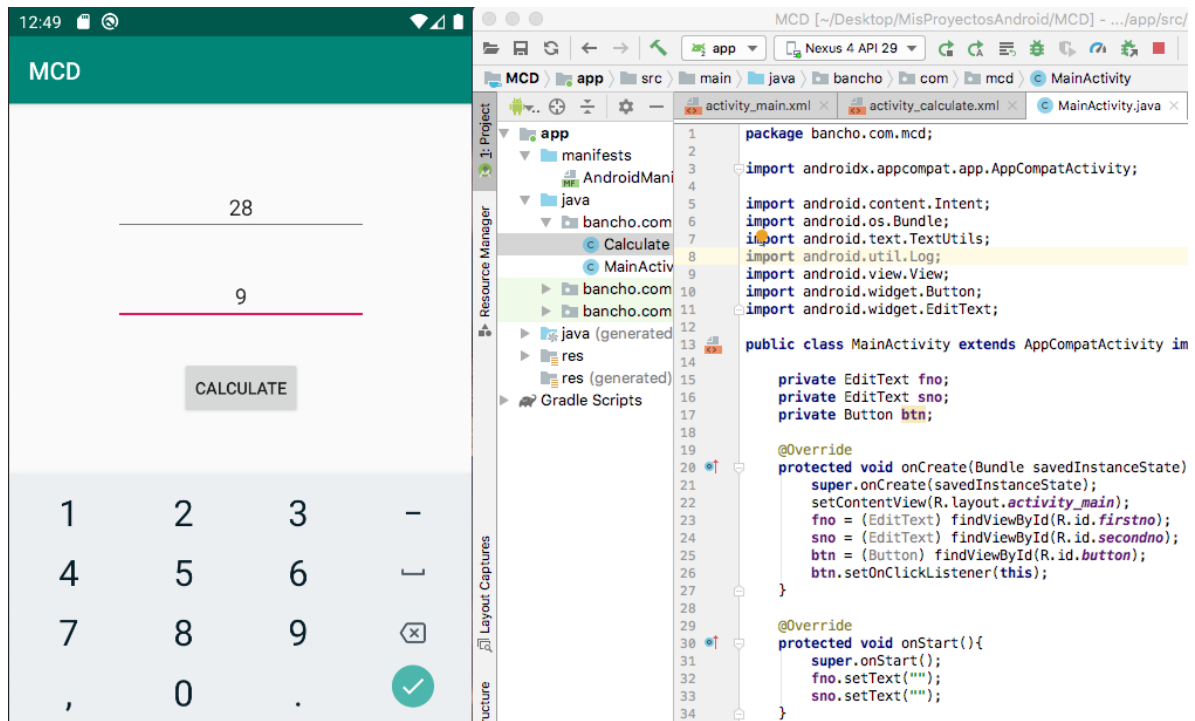 12:49
MCD
28
9
CALCULATE
1 2 3 –
4 5 6
7 8 9
, 0 .
MCD [~/Desktop/MisProyectosAndroid/MCD] - .../app/src/
app
Nexus 4 API 29
MCD app src main java bancho com mcd MainActivity
activity_main.xml activity_calculate.xml MainActivity.java
1: Project
Resource Manager
Layout Captures
ructure
app
manifests
AndroidMani
java
bancho.com
Calculate
MainActiv
bancho.com
bancho.com
java (generated
res
res (generated)
Gradle Scripts
1 package bancho.com.mcd;
2
3 import androidx.appcompat.app.AppCompatActivity;
4
5 import android.content.Intent;
6 import android.os.Bundle;
7 import android.text.TextUtils;
8 import android.util.Log;
9 import android.view.View;
10 import android.widget.Button;
11 import android.widget.EditText;
12
13 public class MainActivity extends AppCompatActivity im
14
15 private EditText fno;
16 private EditText sno;
17 private Button btn;
18
19 @Override
20 protected void onCreate(Bundle savedInstanceState)
21 super.onCreate(savedInstanceState);
22 setContentView(R.layout.activity_main);
23 fno = (EditText) findViewById(R.id.firstno);
24 sno = (EditText) findViewById(R.id.secondno);
25 btn = (Button) findViewById(R.id.button);
26 btn.setOnClickListener(this);
27 }
28
29 @Override
30 protected void onStart(){
31 super.onStart();
32 fno.setText("");
33 sno.setText("");
34 }